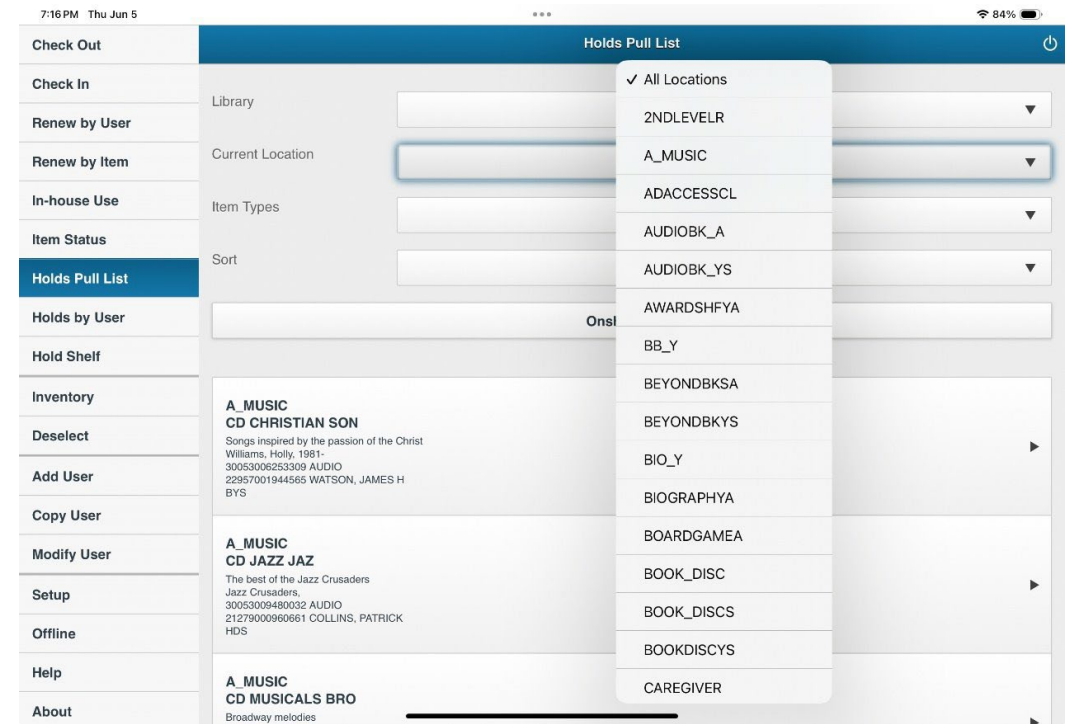 7:16 PM Thu Jun 5
84%
Check Out
Check In
Renew by User
Renew by Item
In-house Use
Item Status
Holds Pull List
Holds by User
Hold Shelf
Inventory
Deselect
Add User
Copy User
Modify User
Setup
Offline
Help
About
Holds Pull List
Library
Current Location
Item Types
Sort
Onsl
✓ All Locations
2NDLEVELR
A_MUSIC
ADACCESSCL
AUDIOBK_A
AUDIOBK_YS
AWARDSHFYA
BB_Y
BEYONDBKSA
BEYONDBKYS
BIO_Y
BIOGRAPHYA
BOARDGAMEA
BOOK_DISC
BOOK_DISCS
BOOKDISCYS
CAREGIVER
A_MUSIC
CD CHRISTIAN SON
Songs inspired by the passion of the Christ
Williams, Holly, 1981-
30053006253309 AUDIO
22957001944565 WATSON, JAMES H
BYS
A_MUSIC
CD JAZZ JAZ
The best of the Jazz Crusaders
Jazz Crusaders,
30053009480032 AUDIO
21279000960661 COLLINS, PATRICK
HDS
A_MUSIC
CD MUSICALS BRO
Broadway melodies